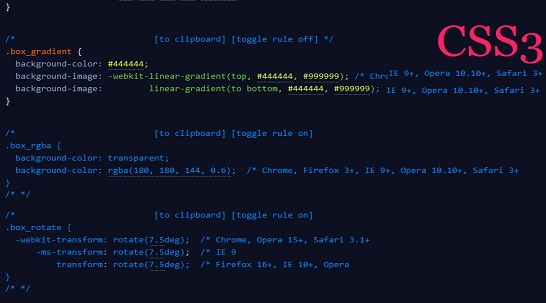 }
/* [to clipboard] [toggle rule off] */
CSS3
.box_gradient {
background-color: #444444;
background-image: -webkit-linear-gradient(top, #444444, #999999); /* Chr IE 9+, Opera 10.10+, Safari 3+
background-image: linear-gradient(to bottom, #444444, #999999); IE 9+, Opera 10.10+, Safari 3+
}
/* [to clipboard] [toggle rule on]
.box_rgba {
background-color: transparent;
background-color: rgba(180, 180, 144, 0.6); /* Chrome, Firefox 3+, IE 9+, Opera 10.10+, Safari 3+
}
/* */
/* [to clipboard] [toggle rule on]
.box_rotate {
-webkit-transform: rotate(7.5deg); /* Chrome, Opera 15+, Safari 3.1+
-ms-transform: rotate(7.5deg); /* IE 9
transform: rotate(7.5deg); /* Firefox 16+, IE 10+, Opera
}
/* */